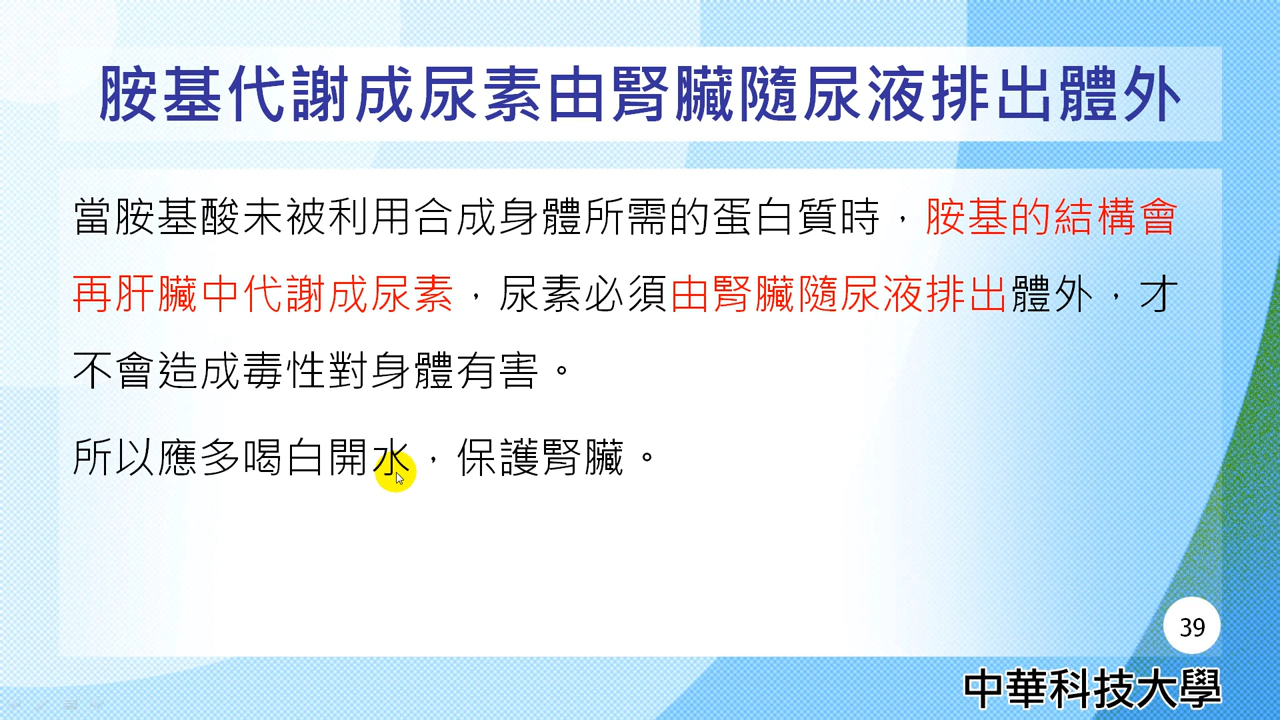 胺基代謝成尿素由腎臟隨尿液排出體外
當胺基酸未被利用合成身體所需的蛋白質時，胺基的結構會
再肝臟中代謝成尿素，尿素必須由腎臟隨尿液排出體外，才
不會造成毒性對身體有害。
所以應多喝白開水，保護腎臟。
39
中華科技大學